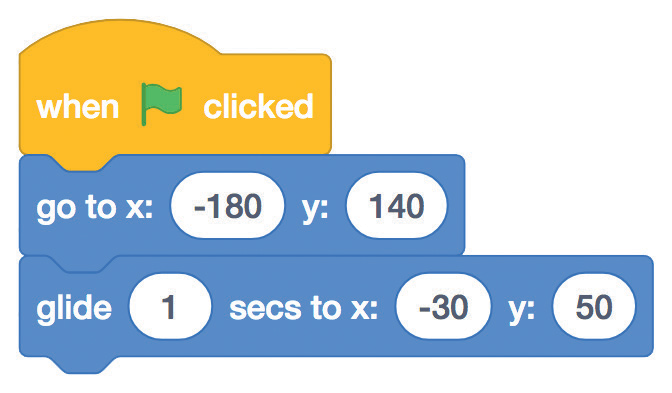 when clicked
go to x: -180 y: 140
glide 1 secs to x: -30 y: 50